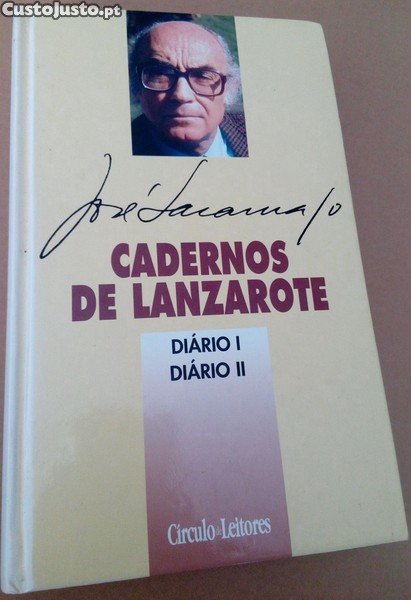 CustoJusto.pt
José Saramago
CADERNOS
DE LANZAROTE
DIÁRIO I
DIÁRIO II
Círculo de Leitores